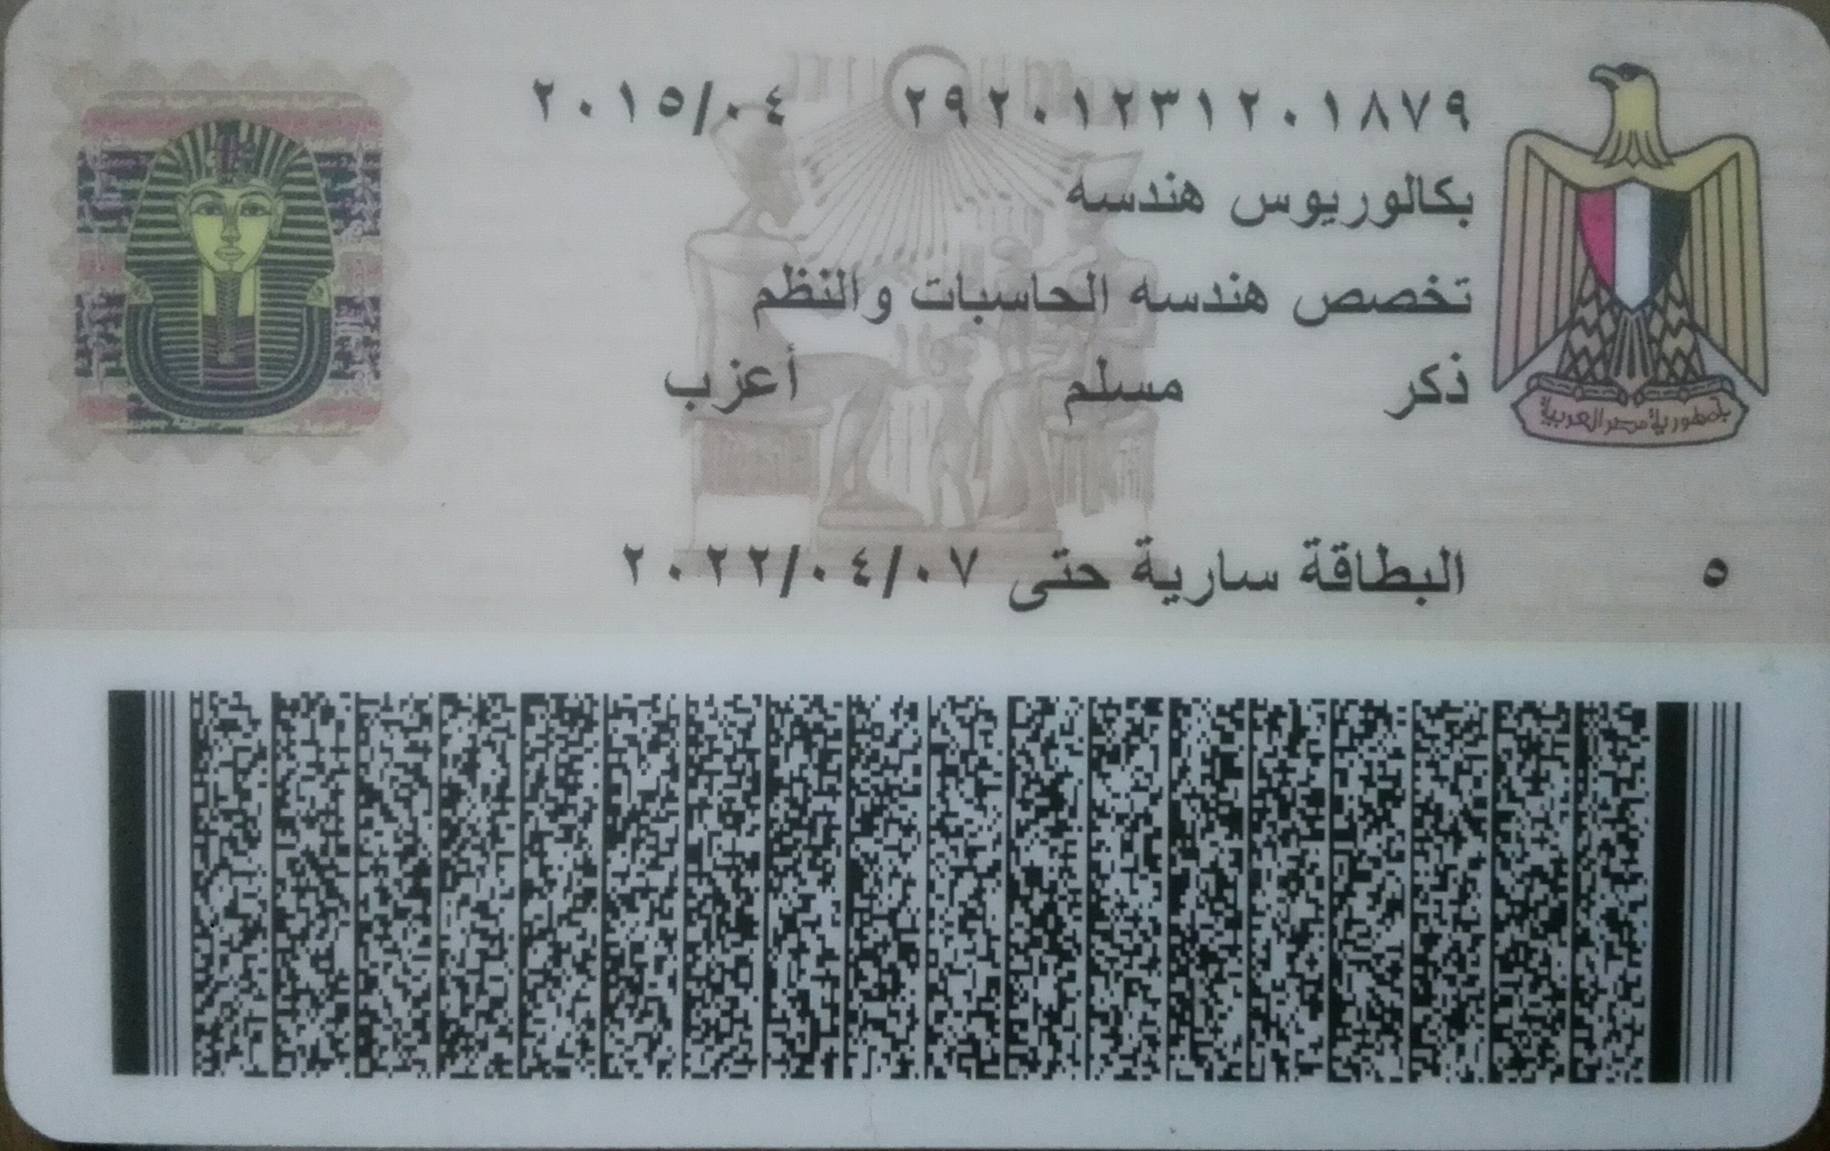 ٢٩٢٠١٢٣١٢٠١٨٧٩ ٢٠١٥/٠٤
بكالوريوس هندسه
تخصص هندسه الحاسبات والنظم
ذكر مسلم أعزب
جمهورية مصر العربية
٥ البطاقة سارية حتى ٢٠٢٢/٠٤/٠٧